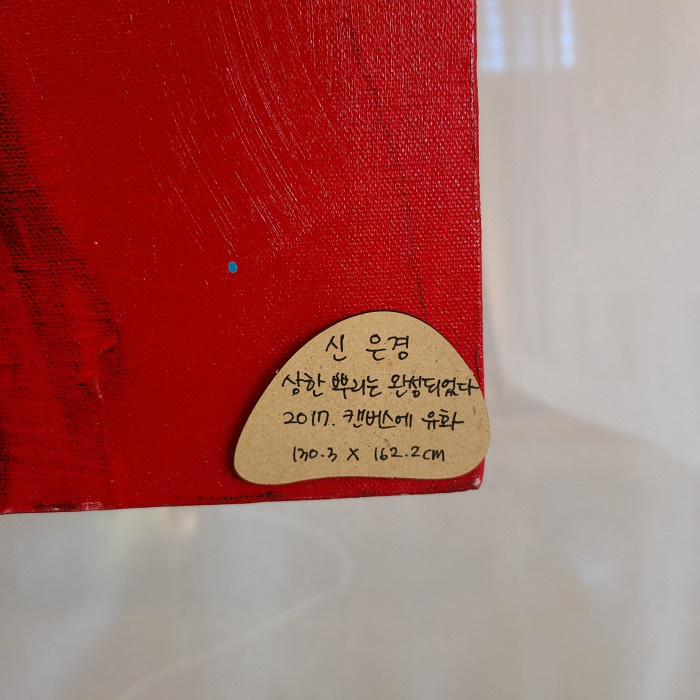 신 은경
상한 뿌리는 완성되었다
2017. 캔버스에 유화
130.3 X 162.2cm